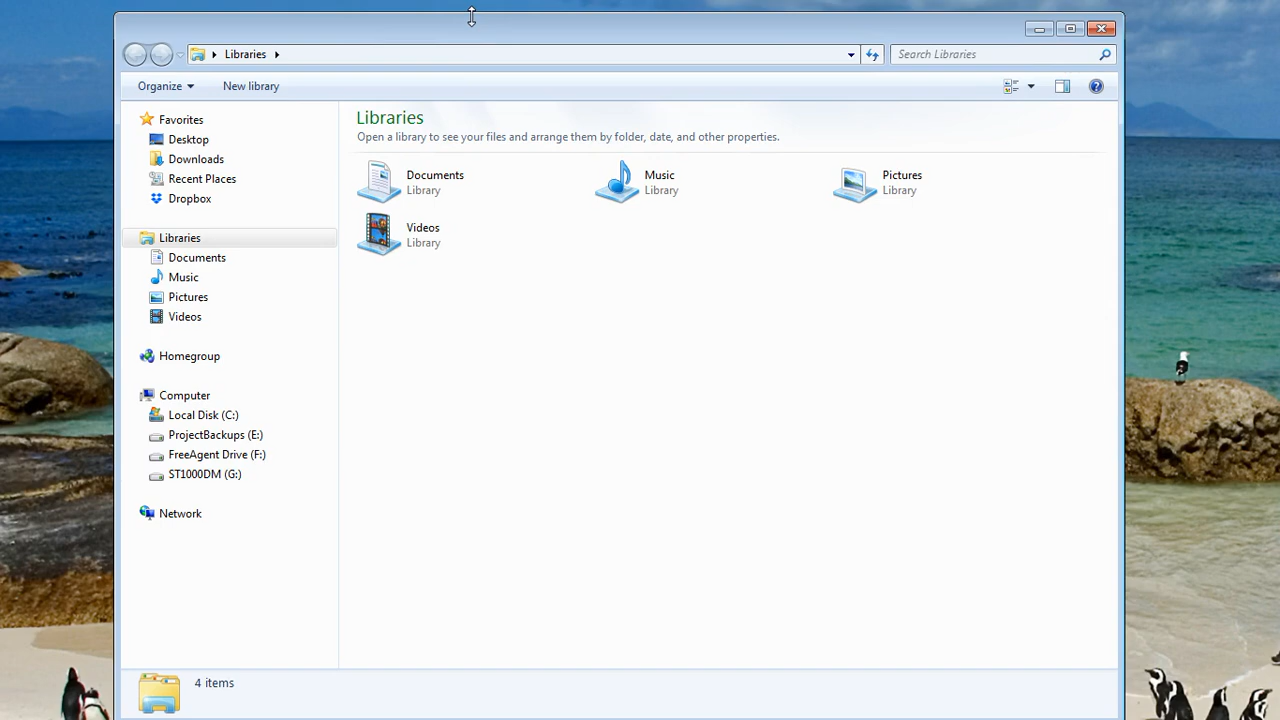 Libraries
Search Libraries
Organize
New library
Favorites
Desktop
Downloads
Recent Places
Dropbox
Libraries
Documents
Music
Pictures
Videos
Homegroup
Computer
Local Disk (C:)
ProjectBackups (E:)
FreeAgent Drive (F:)
ST1000DM (G:)
Network
Libraries
Open a library to see your files and arrange them by folder, date, and other properties.
Documents
Library
Music
Library
Pictures
Library
Videos
Library
4 items